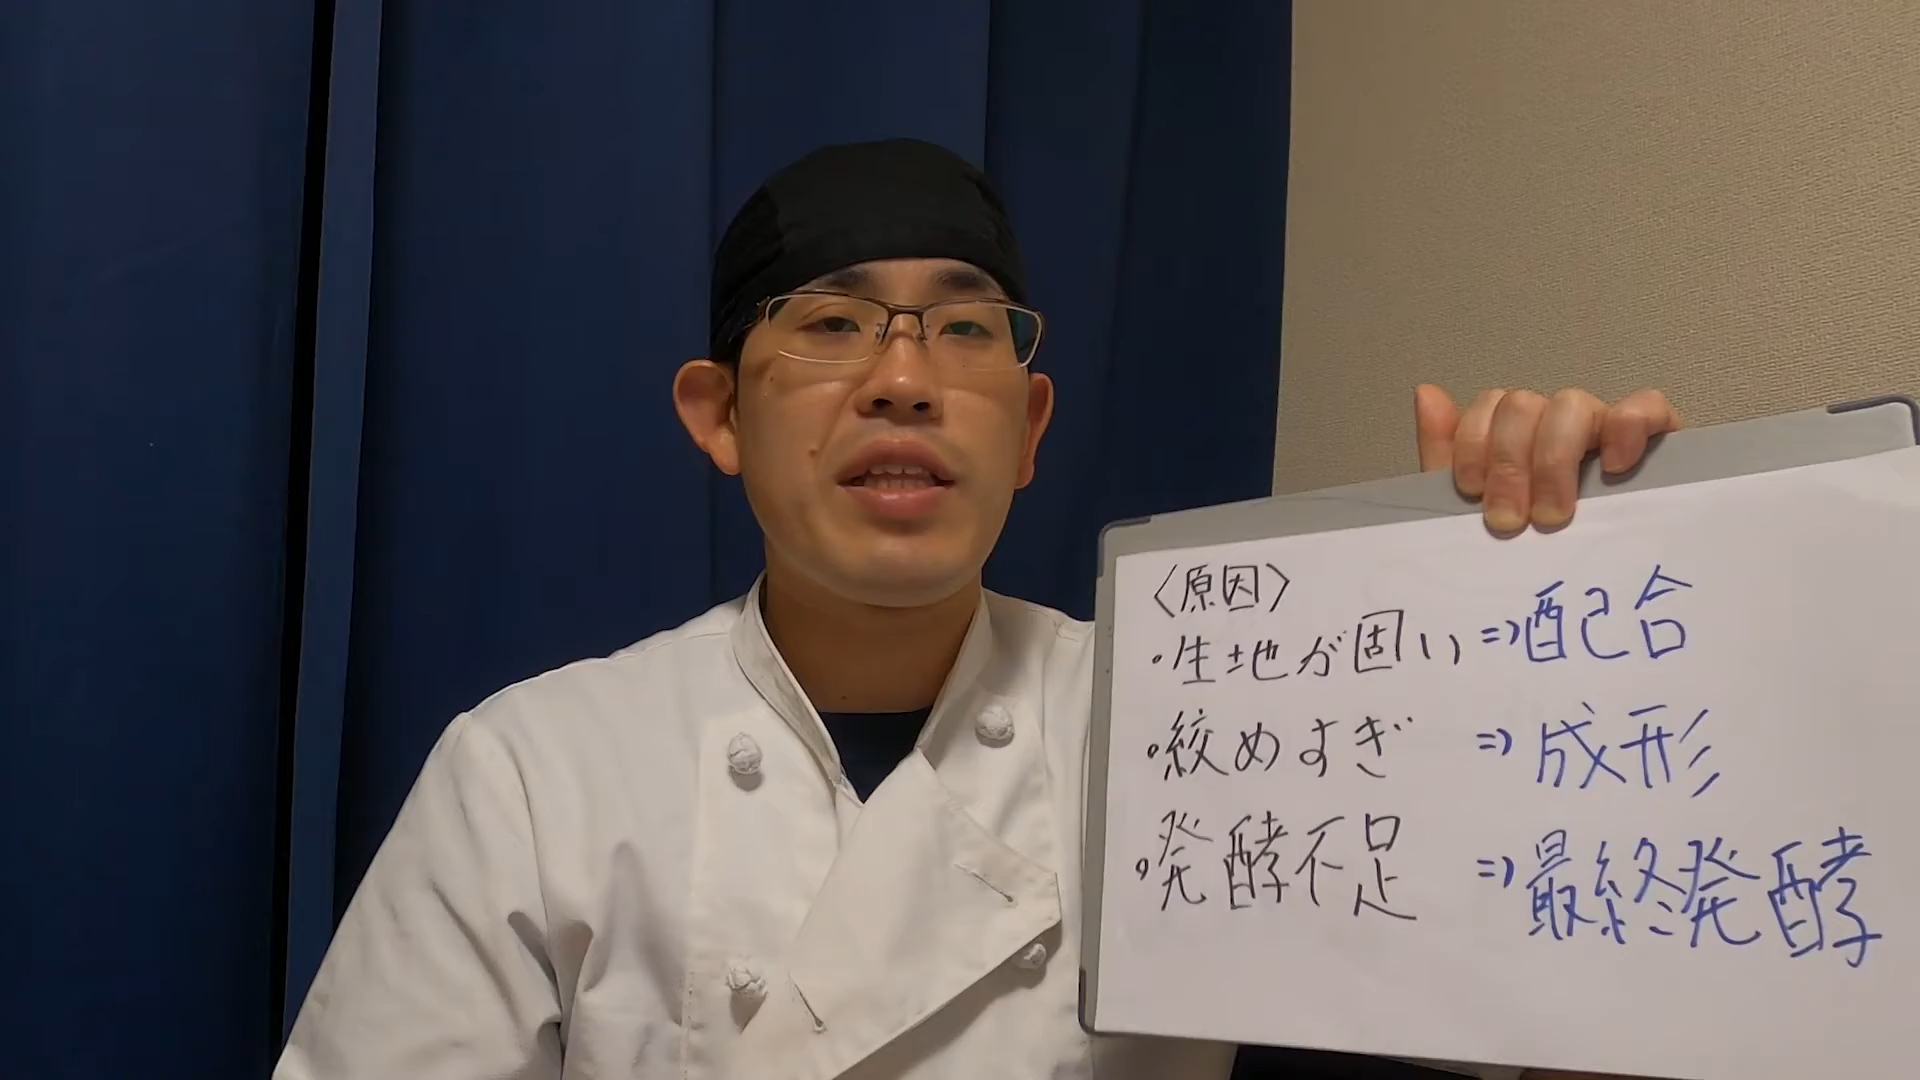 〈原因〉
・生地が固い⇒配合
・絞めすぎ⇒成形
・発酵不足⇒最終発酵